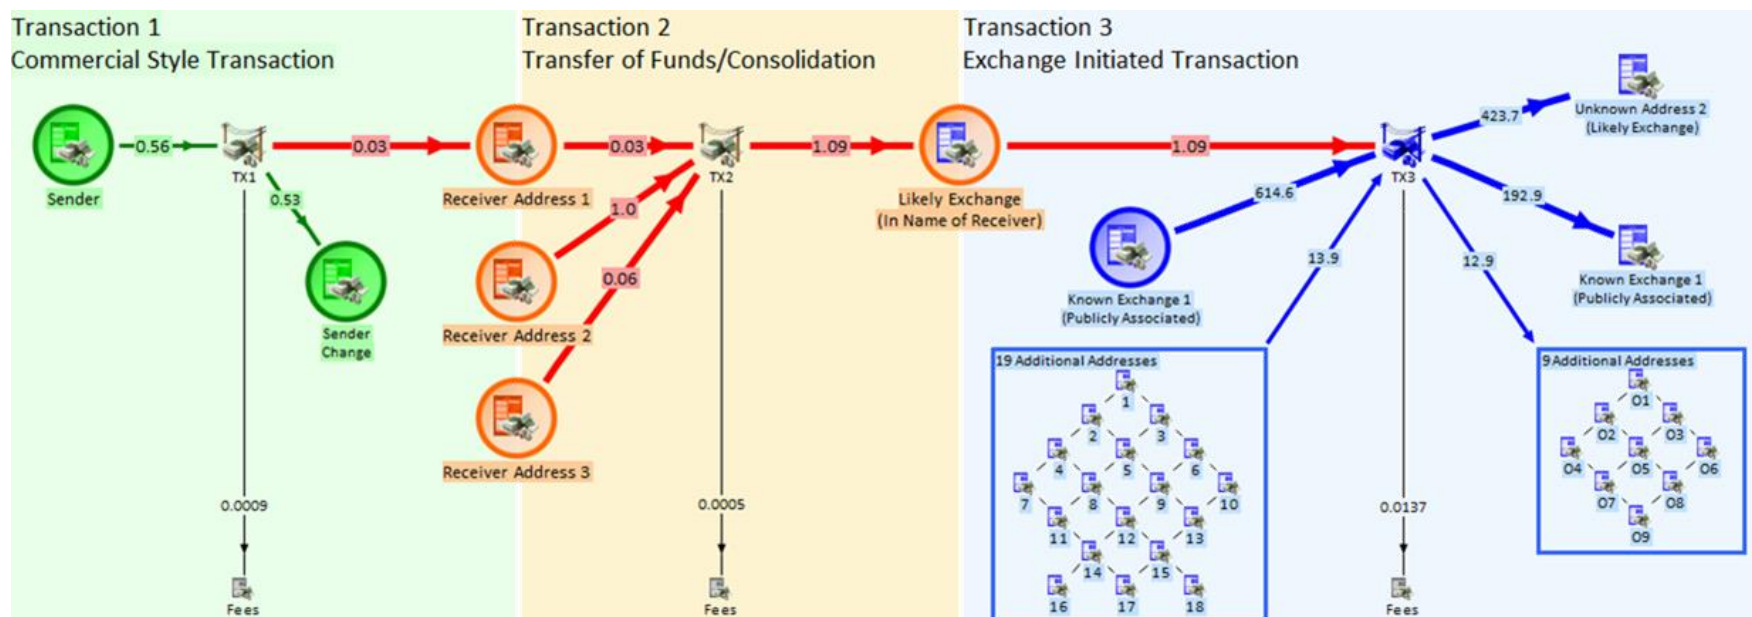 Transaction 1
Commercial Style Transaction
Transaction 2
Transfer of Funds/Consolidation
Transaction 3
Exchange Initiated Transaction
Sender
0.56
TX1
0.03
0.53
Sender
Change
0.0009
Fees
Receiver Address 1
Receiver Address 2
Receiver Address 3
0.03
1.0
0.06
TX2
1.09
0.0005
Fees
Likely Exchange
(In Name of Receiver)
1.09
614.6
Known Exchange 1
(Publicly Associated)
13.9
TX3
423.7
Unknown Address 2
(Likely Exchange)
192.9
Known Exchange 1
(Publicly Associated)
12.9
0.0137
Fees
19 Additional Addresses
1
2 3
4 5 6
7 8 9 10
11 12 13
14 15
16 17 18
9 Additional Addresses
O1
O2 O3
O4 O5 O6
O7 O8
O9